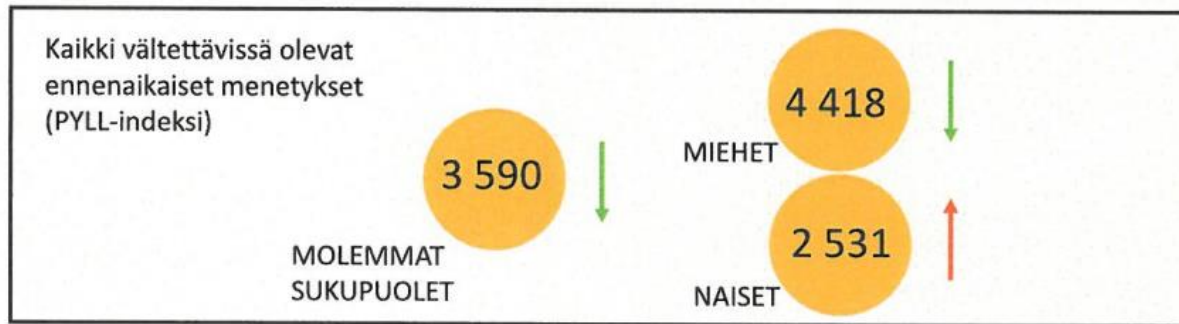 Kaikki vältettävissä olevat
ennenaikaiset menetykset
(PYLL-indeksi)
3 590
MOLEMMAT
SUKUPUOLET
4 418
MIEHET
2 531
NAISET